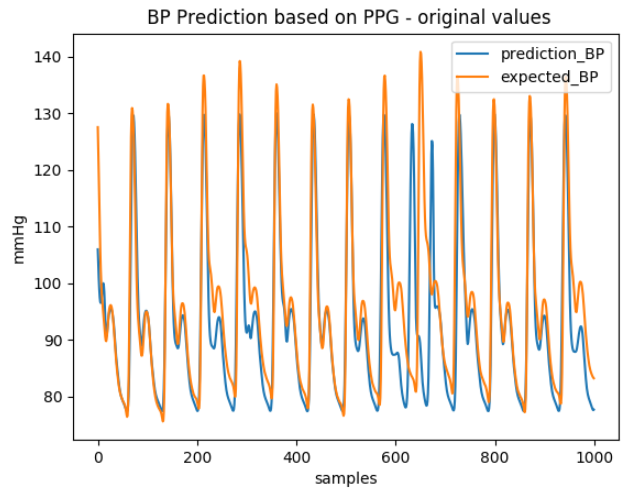 BP Prediction based on PPG - original values
prediction_BP
expected_BP
mmHg
140
130
120
110
100
90
80
0
200
400
600
800
1000
samples